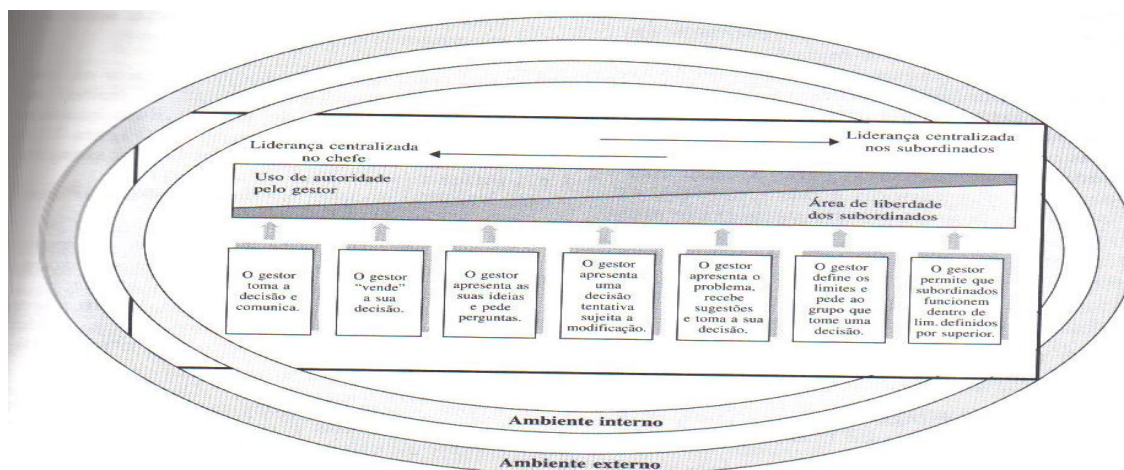 Liderança centralizada
no chefe
Liderança centralizada
nos subordinados
Uso de autoridade
pelo gestor
Área de liberdade
dos subordinados
O gestor
toma a
decisão e
comunica.
O gestor
“vende”
a sua
decisão.
O gestor
apresenta as
suas ideias
e pede
perguntas.
O gestor
apresenta
uma
decisão
tentativa
sujeita a
modificação.
O gestor
apresenta o
problema,
recebe
sugestões
e toma a sua
decisão.
O gestor
define os
limites e
pede ao
grupo que
tome uma
decisão.
O gestor
permite que
subordinados
funcionem
dentro de
lim. definidos
por superior.
Ambiente interno
Ambiente externo